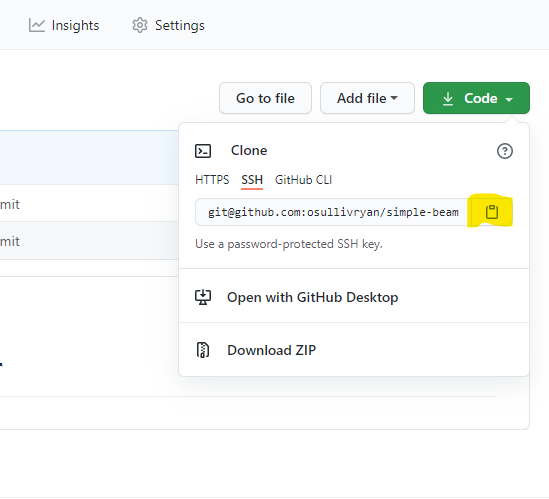 Insights Settings
Go to file Add file Code
Clone
mit
HTTPS SSH GitHub CLI
git@github.com:osullivryan/simple-beam
mit
Use a password-protected SSH key.
Open with GitHub Desktop
Download ZIP